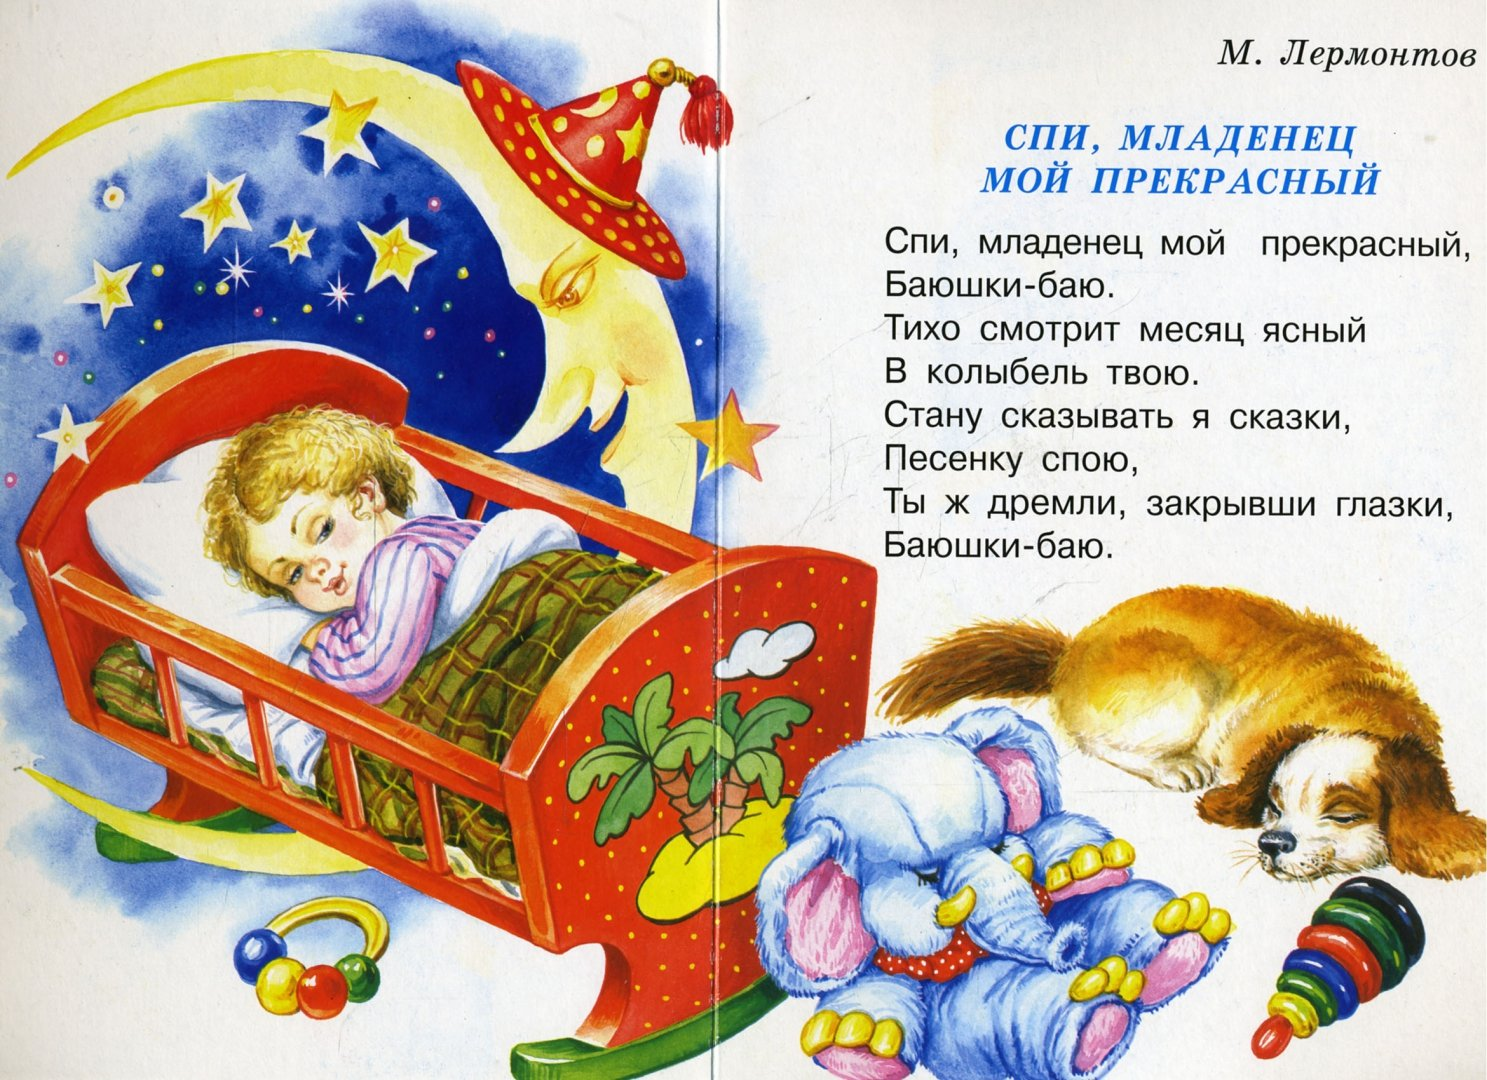 М. Лермонтов
СПИ, МЛАДЕНЕЦ
МОЙ ПРЕКРАСНЫЙ
Спи, младенец мой прекрасный,
Баюшки-баю.
Тихо смотрит месяц ясный
В колыбель твою.
Стану сказывать я сказки,
Песенку спою,
Ты ж дремли, закрывши глазки,
Баюшки-баю.